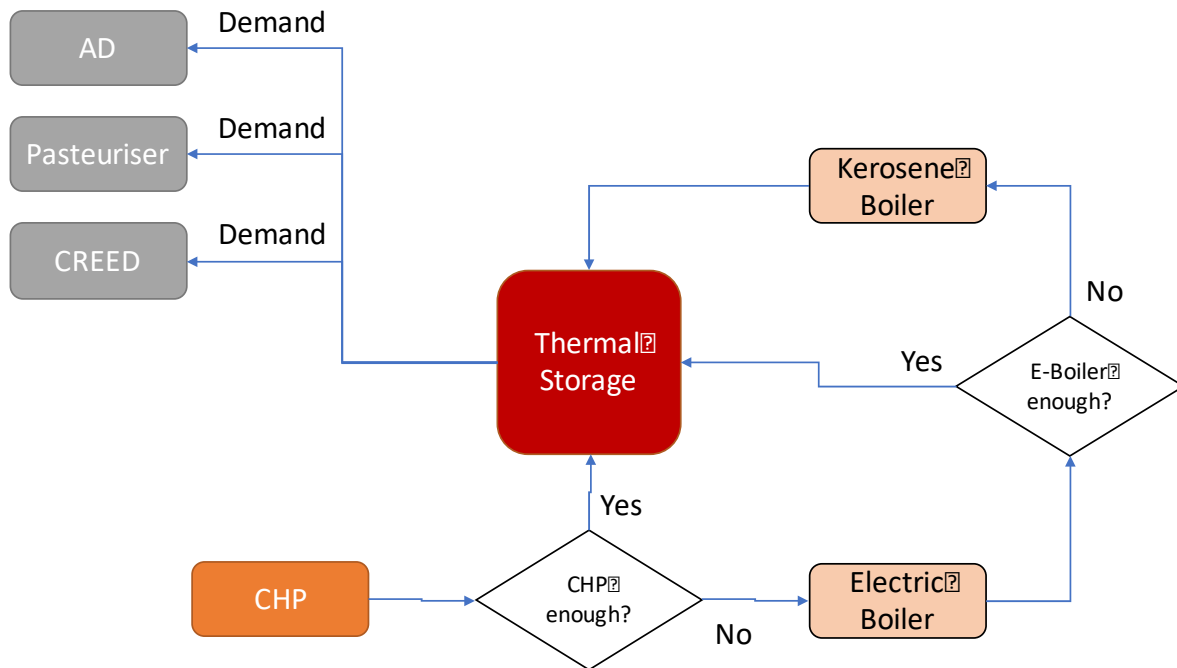 Demand
AD
Demand
Pasteuriser
Demand
CREED
Kerosene
Boiler
No
Thermal
Storage
Yes
E-Boiler
enough?
Yes
CHP
CHP
enough?
No
Electric
Boiler